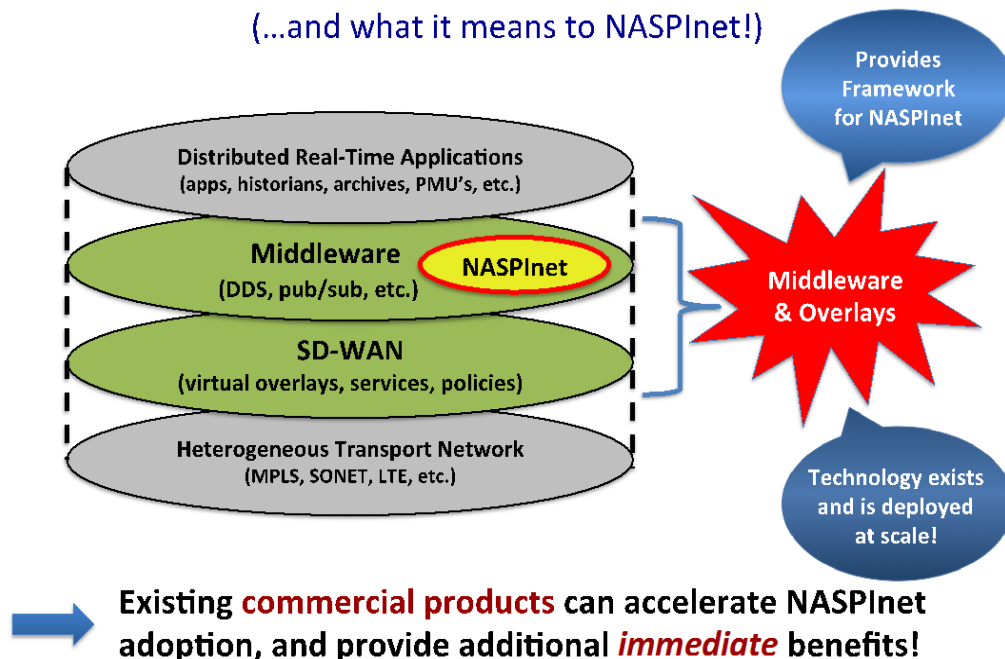 (...and what it means to NASPInet!)
Provides
Framework
for NASPInet
Distributed Real-Time Applications
(apps, historians, archives, PMU's, etc.)
Middleware
(DDS, pub/sub, etc.)
NASPInet
SD-WAN
(virtual overlays, services, policies)
Heterogeneous Transport Network
(MPLS, SONET, LTE, etc.)
Middleware
& Overlays
Technology exists
and is deployed
at scale!
Existing commercial products can accelerate NASPInet
adoption, and provide additional immediate benefits!